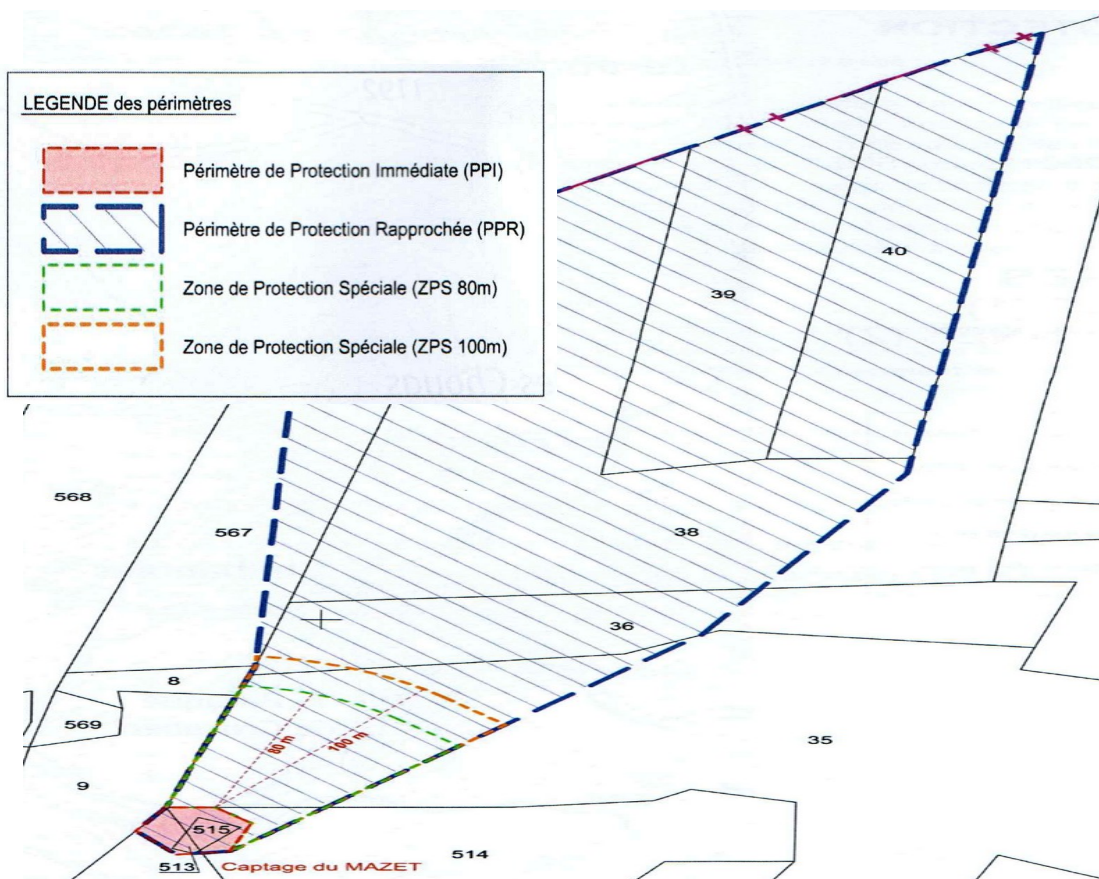 LEGENDE des périmètres
Périmètre de Protection Immédiate (PPI)
Périmètre de Protection Rapprochée (PPR)
Zone de Protection Spéciale (ZPS 80m)
Zone de Protection Spéciale (ZPS 100m)
40
39
568
567
38
36
8
569
80 m
100 m
35
9
515
514
513
Captage du MAZET